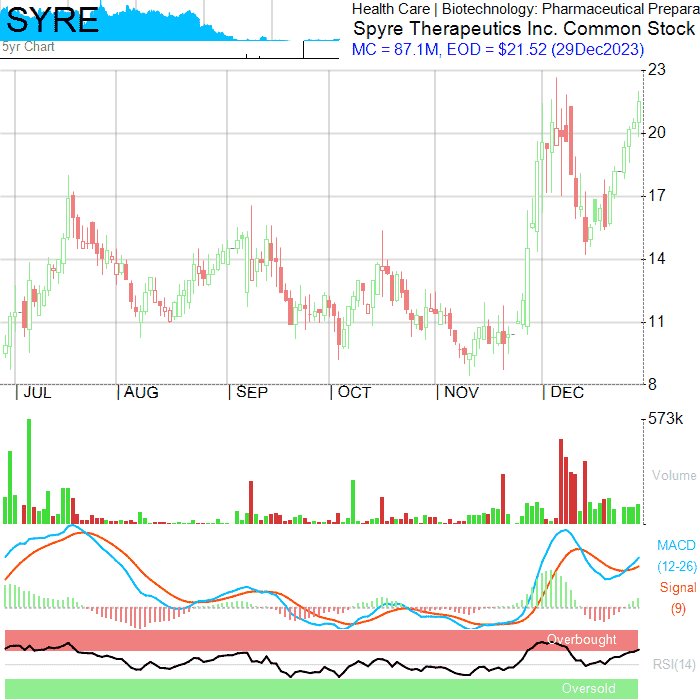 SYRE
5yr Chart
Health Care | Biotechnology: Pharmaceutical Prepara
Spyre Therapeutics Inc. Common Stock
MC = 87.1M, EOD = $21.52 (29Dec2023)
23
20
17
14
11
8
|JUL |AUG |SEP |OCT |NOV |DEC
573k
Volume
MACD
(12-26)
Signal
(9)
Overbought
RSI(14)
Oversold